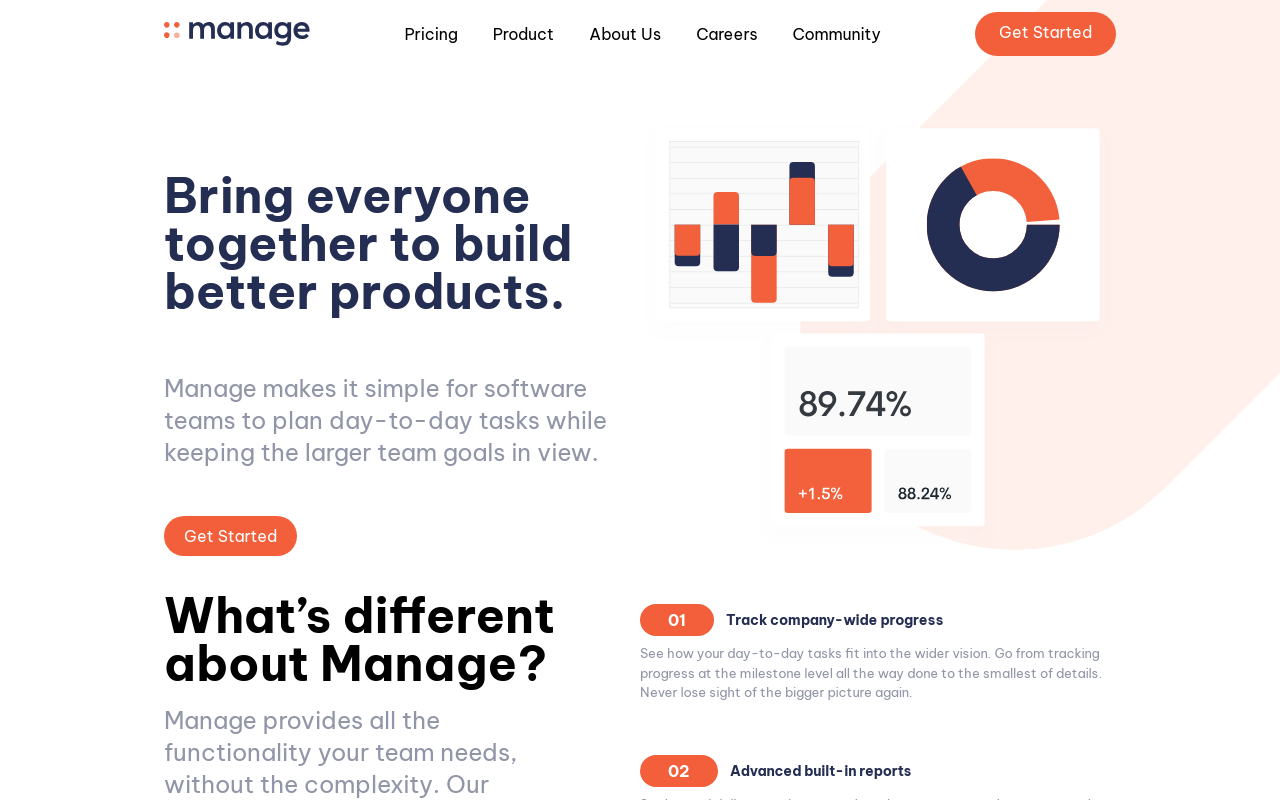 manage
Pricing
Product
About Us
Careers
Community
Get Started
Bring everyone
together to build
better products.
Manage makes it simple for software
teams to plan day-to-day tasks while
keeping the larger team goals in view.
Get Started
89.74%
+1.5%
88.24%
What’s different
about Manage?
Manage provides all the
functionality your team needs,
without the complexity. Our
01
Track company-wide progress
See how your day-to-day tasks fit into the wider vision. Go from tracking
progress at the milestone level all the way done to the smallest of details.
Never lose sight of the bigger picture again.
02
Advanced built-in reports